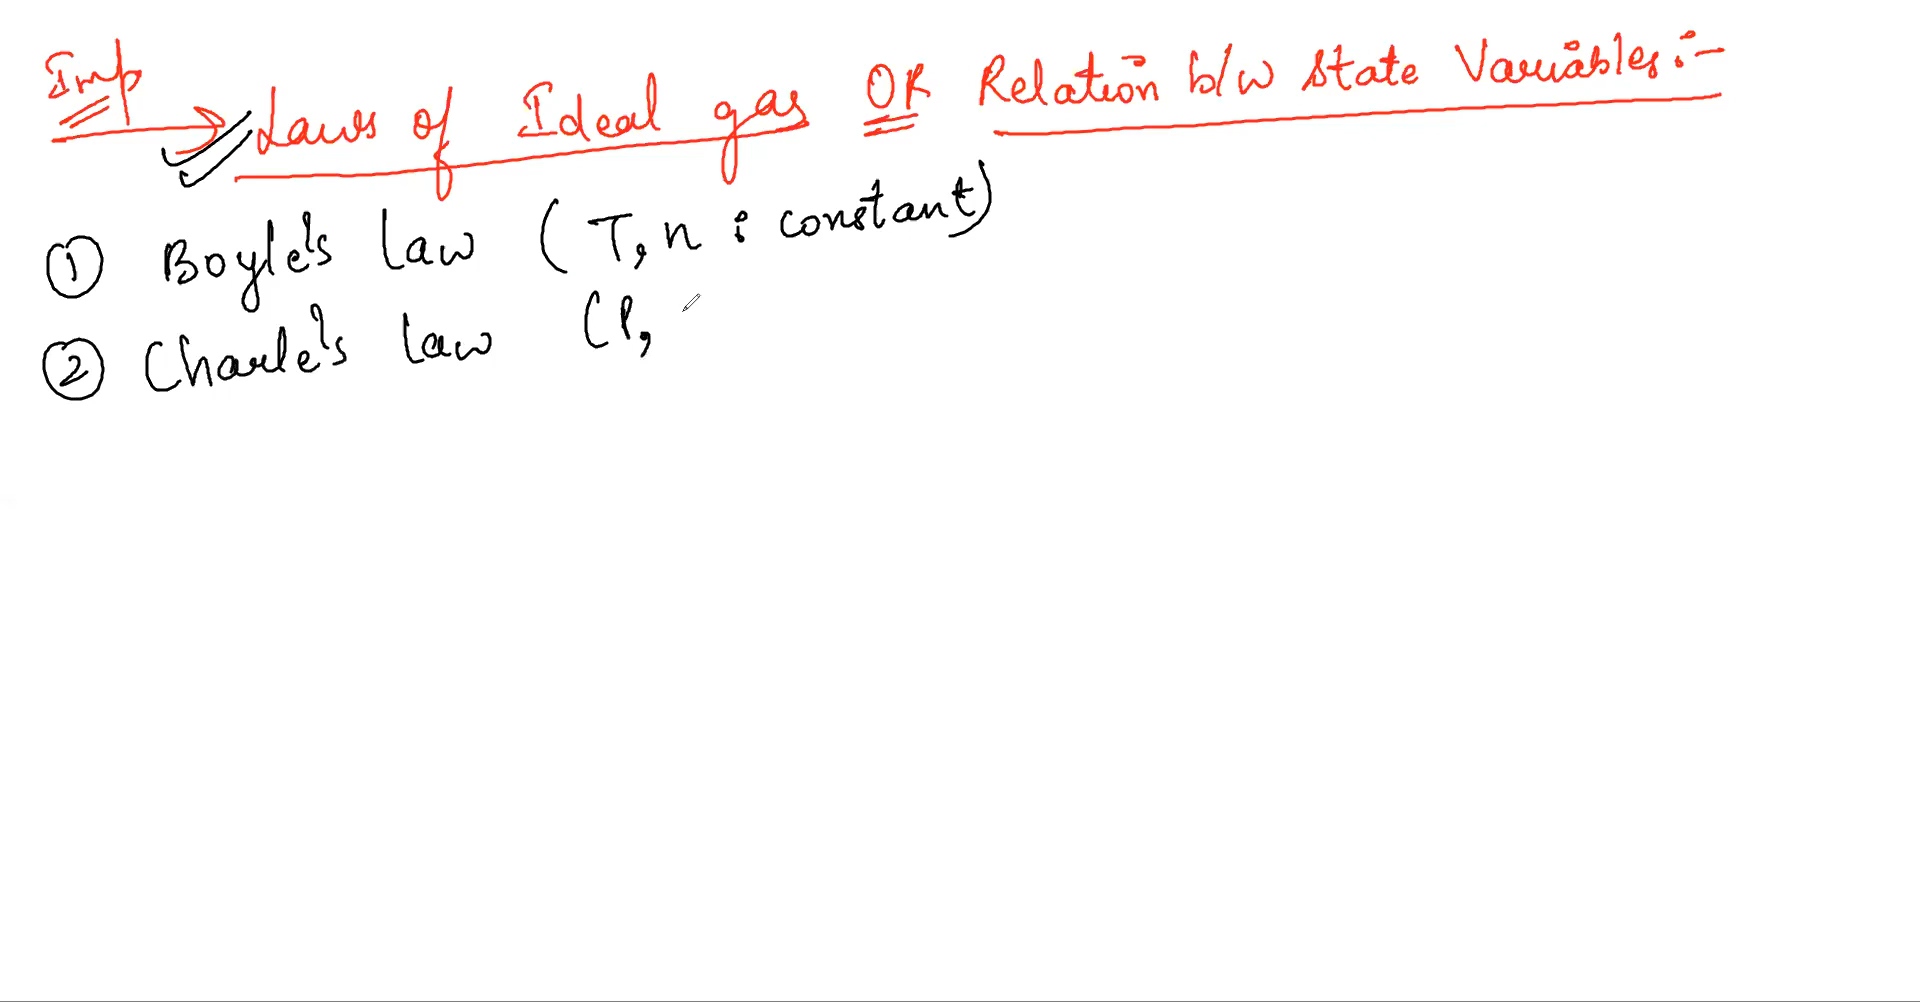 Imp
→ Laws of Ideal gas OR Relation b/w state Variables :-
① Boyle's law ( T, n : constant)
② Charle's law (P,